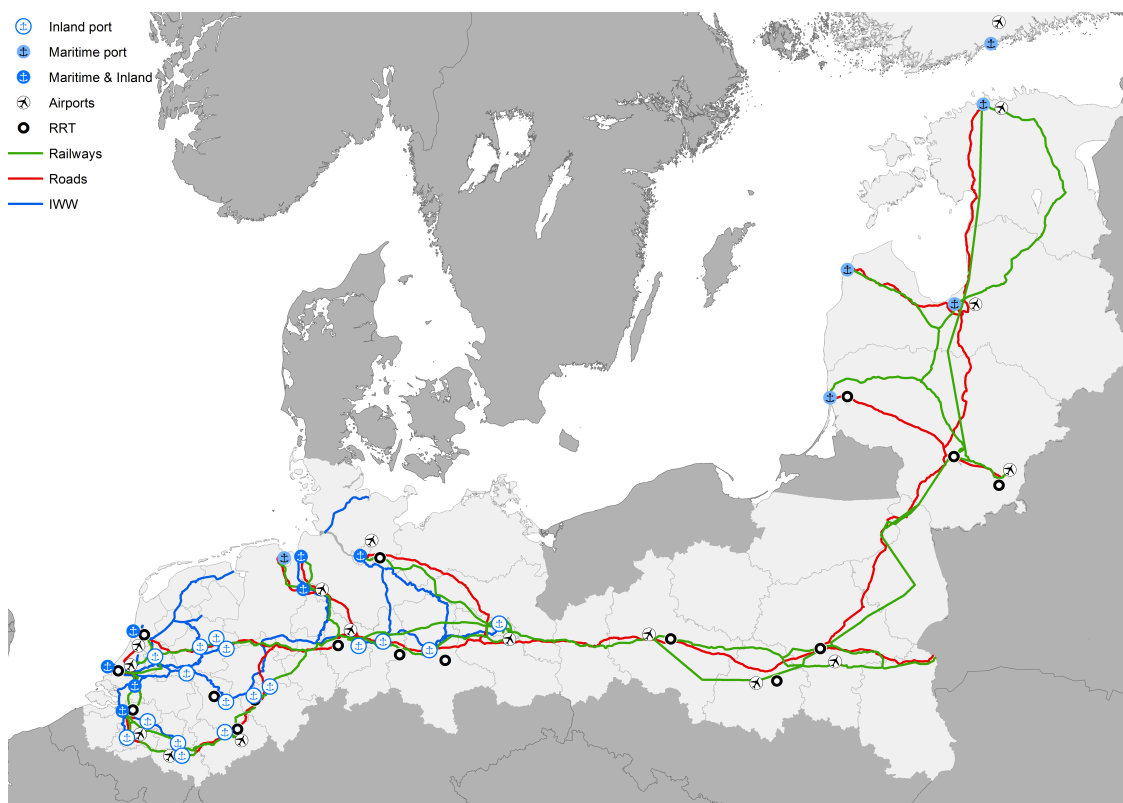 Inland port
Maritime port
Maritime & Inland
Airports
RRT
Railways
Roads
IWW